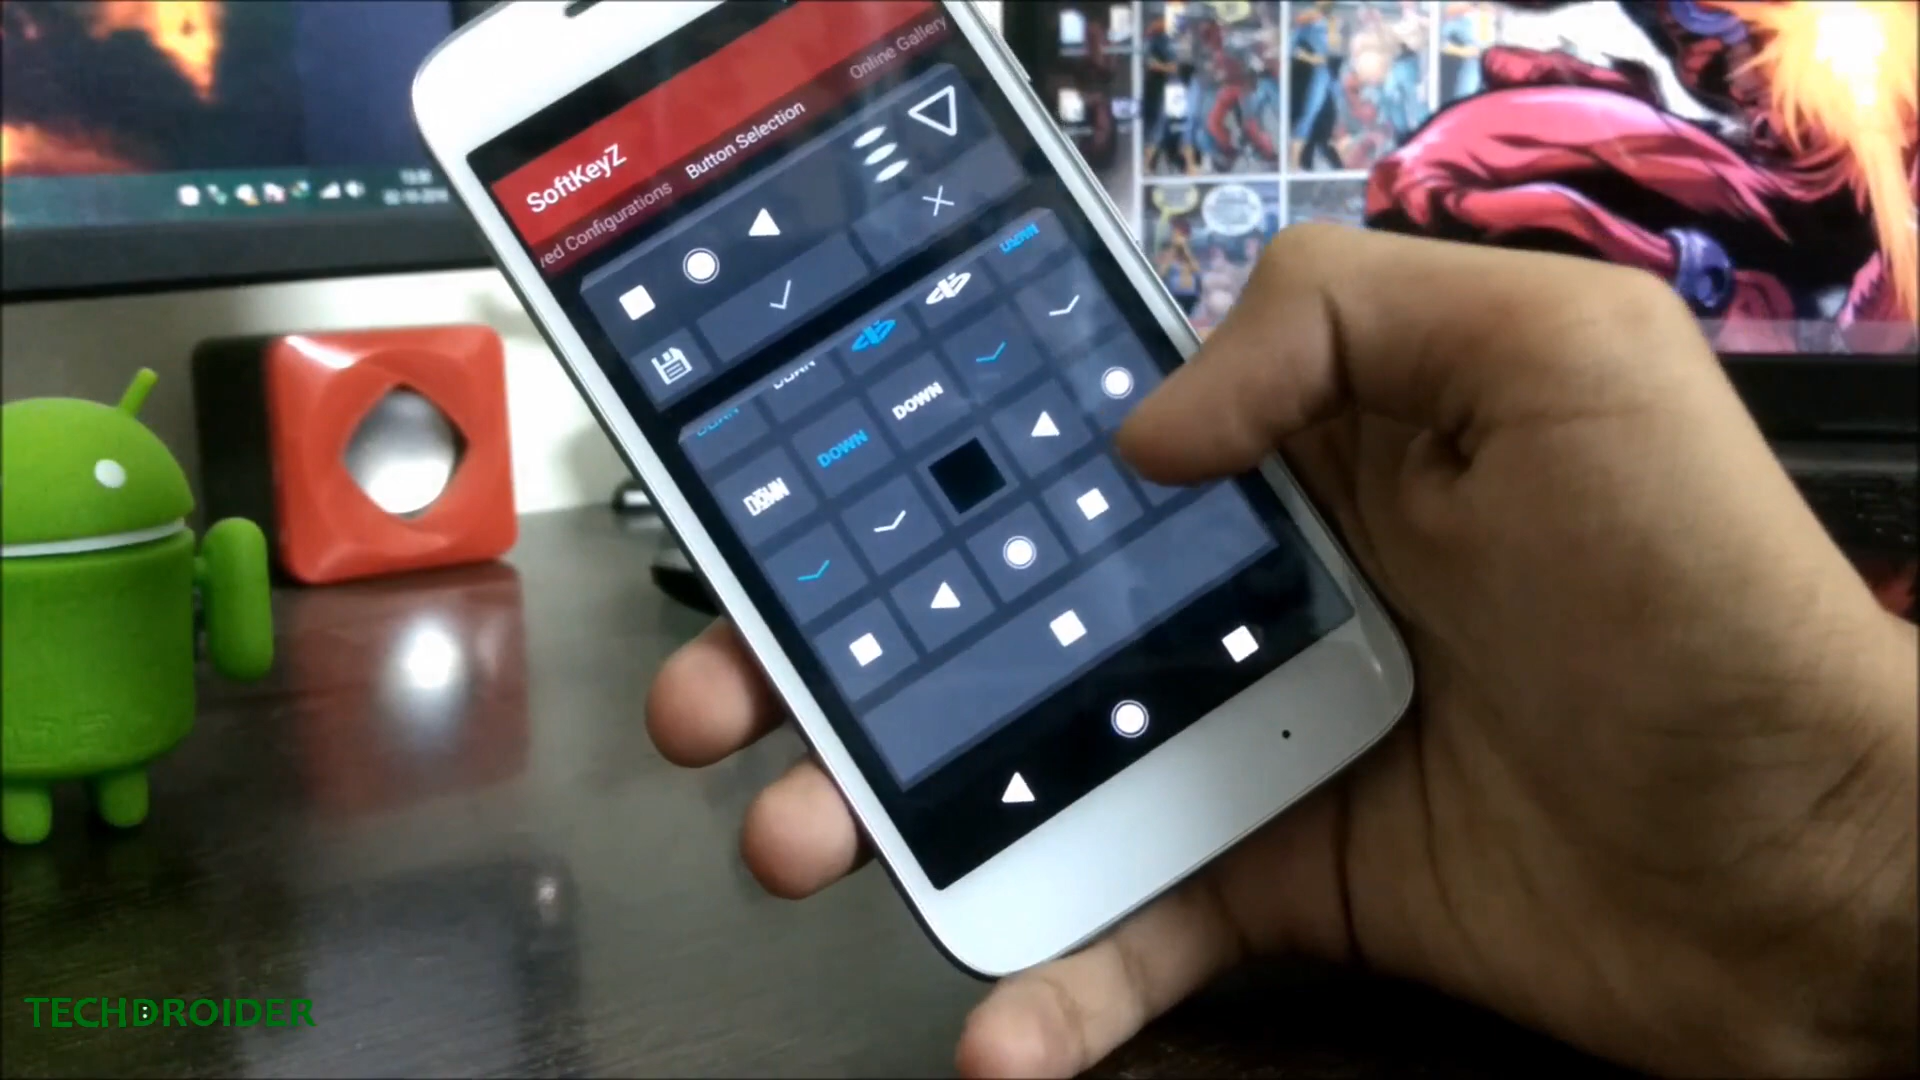 SoftKeyZ
ved Configurations
Button Selection
Online Gallery
DOWN
DOWN
TECHDROIDER